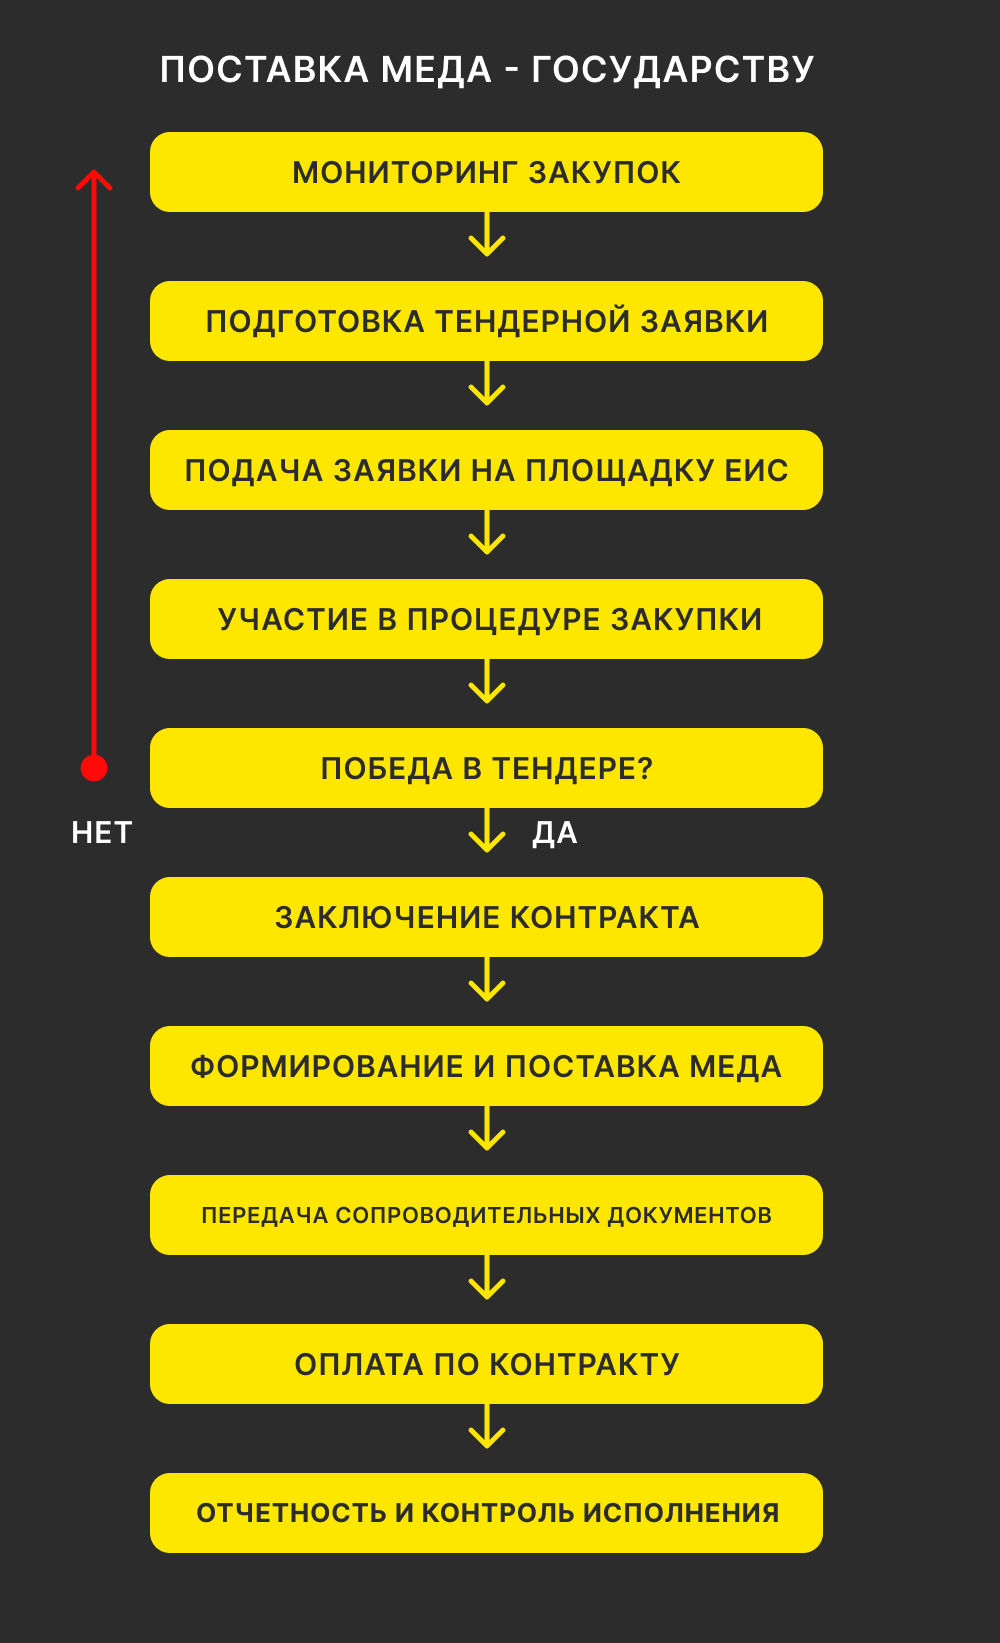 ПОСТАВКА МЕДА - ГОСУДАРСТВУ
МОНИТОРИНГ ЗАКУПОК
ПОДГОТОВКА ТЕНДЕРНОЙ ЗАЯВКИ
ПОДАЧА ЗАЯВКИ НА ПЛОЩАДКУ ЕИС
УЧАСТИЕ В ПРОЦЕДУРЕ ЗАКУПКИ
ПОБЕДА В ТЕНДЕРЕ?
НЕТ
ДА
ЗАКЛЮЧЕНИЕ КОНТРАКТА
ФОРМИРОВАНИЕ И ПОСТАВКА МЕДА
ПЕРЕДАЧА СОПРОВОДИТЕЛЬНЫХ ДОКУМЕНТОВ
ОПЛАТА ПО КОНТРАКТУ
ОТЧЕТНОСТЬ И КОНТРОЛЬ ИСПОЛНЕНИЯ